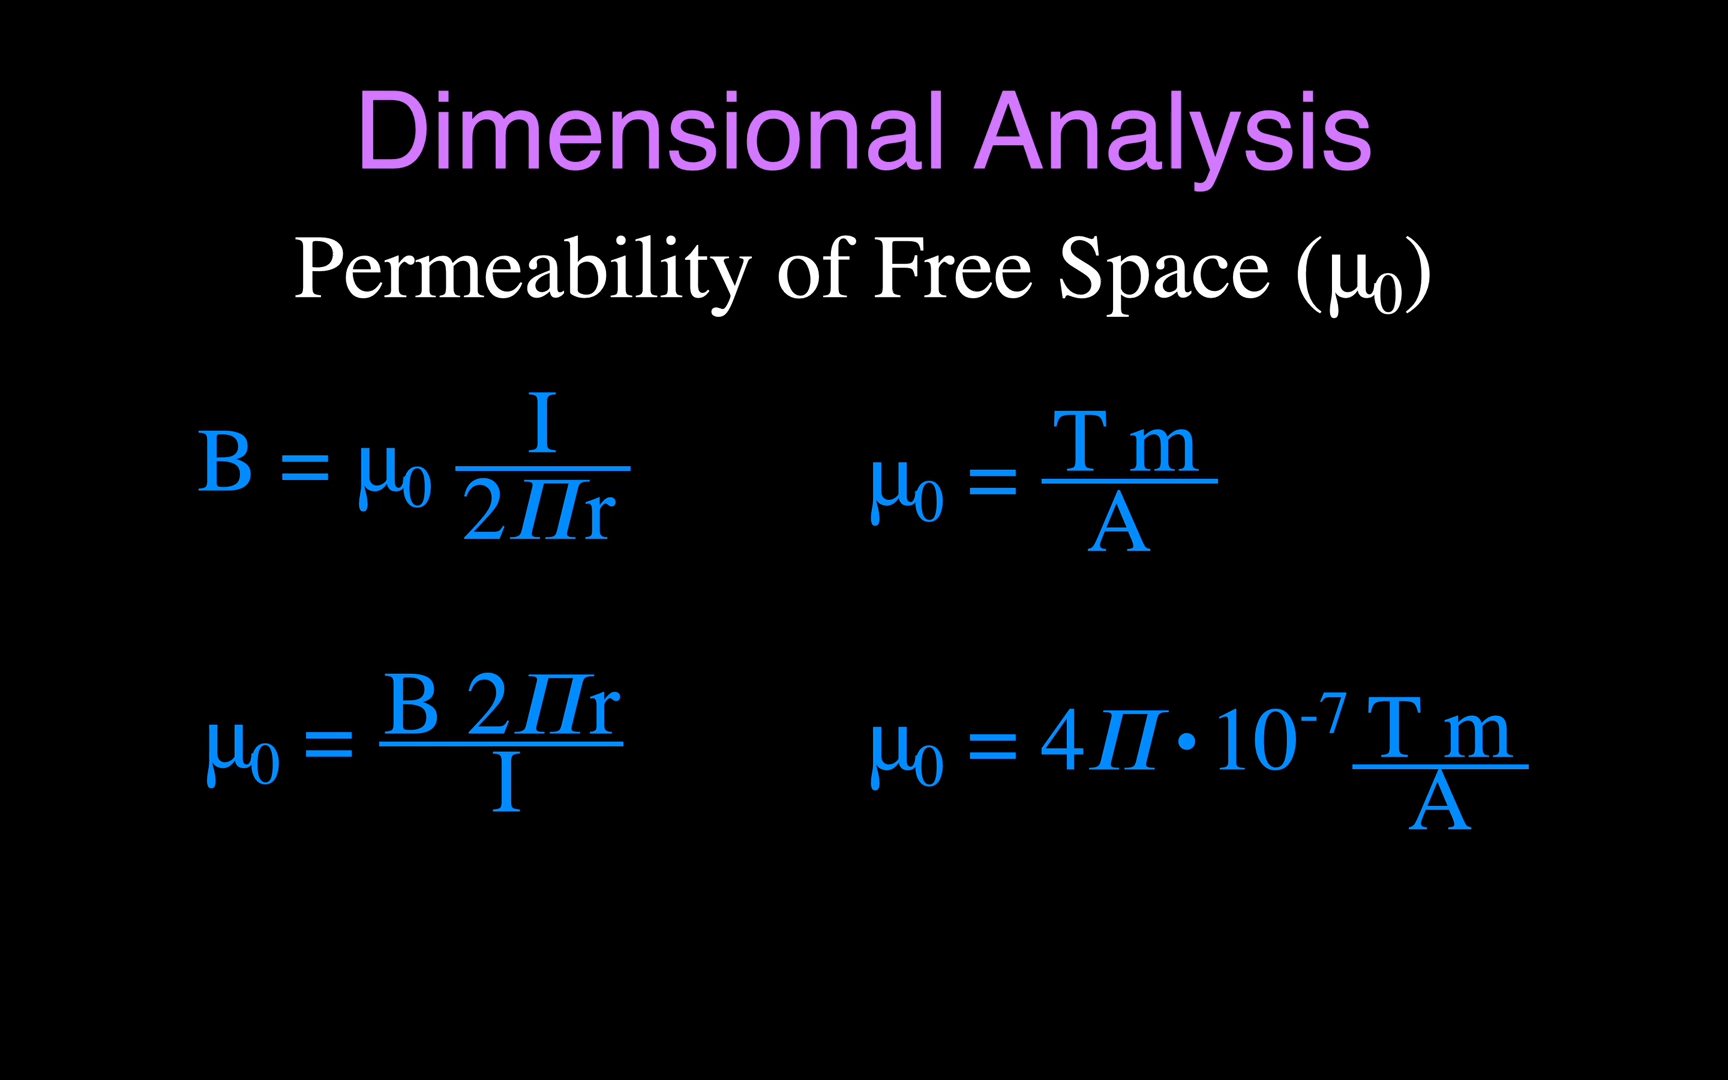 Dimensional Analysis
Permeability of Free Space (μ₀)
B = μ₀ I / 2Πr
μ₀ = T m / A
μ₀ = B 2Πr / I
μ₀ = 4Π·10⁻⁷ T m / A